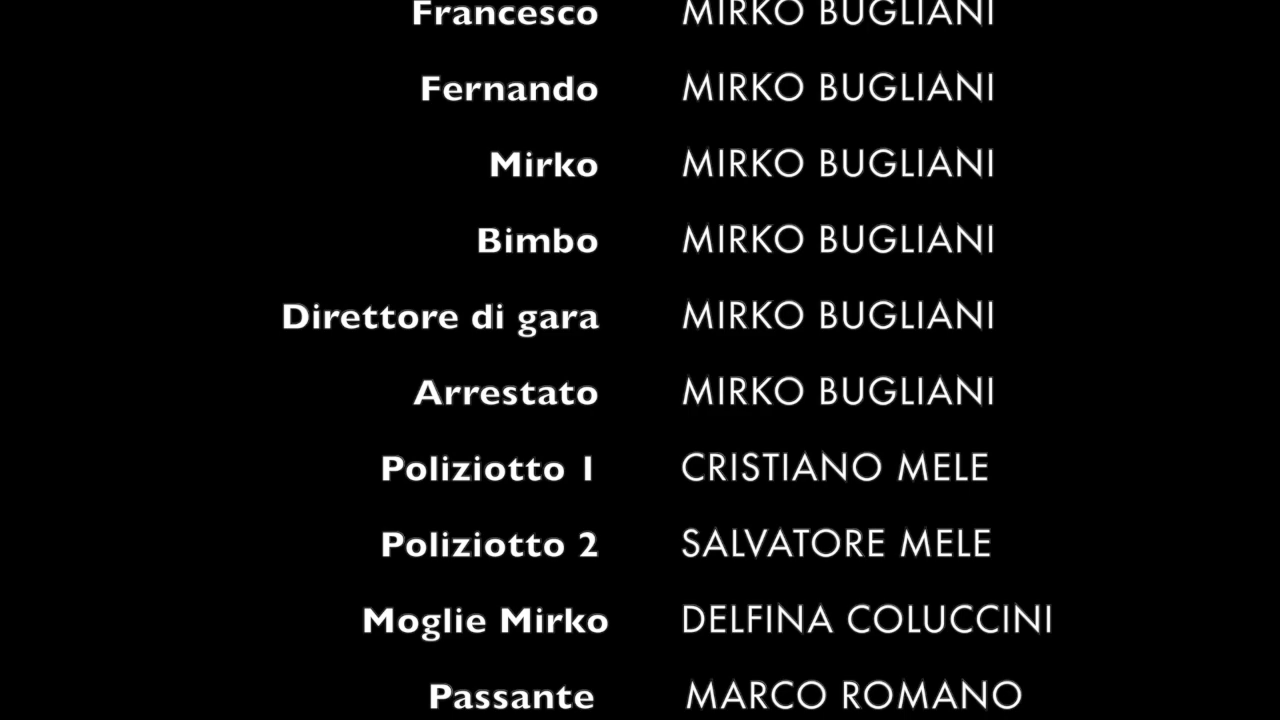 Francesco MIRKO BUGLIANI
Fernando MIRKO BUGLIANI
Mirko MIRKO BUGLIANI
Bimbo MIRKO BUGLIANI
Direttore di gara MIRKO BUGLIANI
Arrestato MIRKO BUGLIANI
Poliziotto 1 CRISTIANO MELE
Poliziotto 2 SALVATORE MELE
Moglie Mirko DELFINA COLUCCINI
Passante MARCO ROMANO